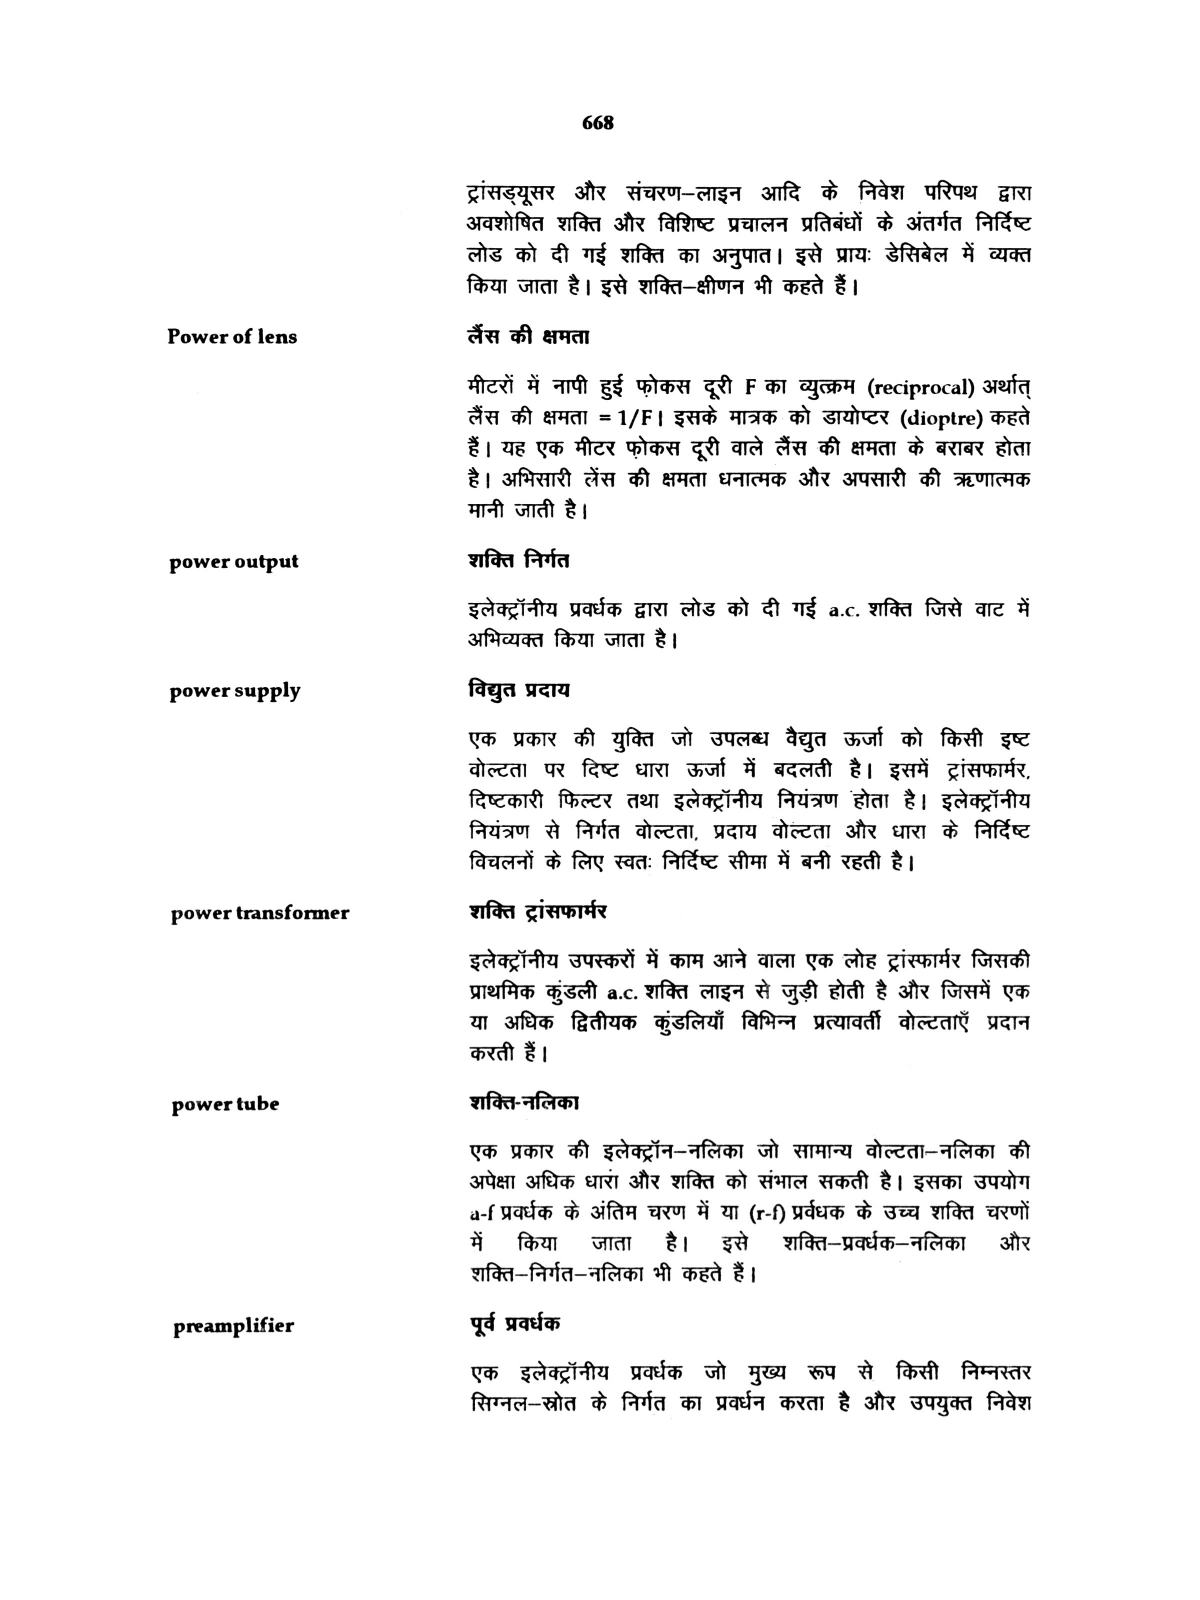 668
ट्रांसड्यूसर और संचरण–लाइन आदि के निवेश परिपथ द्वारा
अवशोषित शक्ति और विशिष्ट प्रचालन प्रतिबंधों के अंतर्गत निर्दिष्ट
लोड को दी गई शक्ति का अनुपात। इसे प्रायः डेसिबेल में व्यक्त
किया जाता है। इसे शक्ति–क्षीणन भी कहते हैं।
Power of lens लैंस की क्षमता
मीटरों में नापी हुई फ़ोकस दूरी F का व्युत्क्रम (reciprocal) अर्थात्
लैंस की क्षमता = 1/F। इसके मात्रक को डायोप्टर (dioptre) कहते
हैं। यह एक मीटर फ़ोकस दूरी वाले लैंस की क्षमता के बराबर होता
है। अभिसारी लेंस की क्षमता धनात्मक और अपसारी की ऋणात्मक
मानी जाती है।
power output शक्ति निर्गत
इलेक्ट्रॉनीय प्रवर्धक द्वारा लोड को दी गई a.c. शक्ति जिसे वाट में
अभिव्यक्त किया जाता है।
power supply विद्युत प्रदाय
एक प्रकार की युक्ति जो उपलब्ध वैद्युत ऊर्जा को किसी इष्ट
वोल्टता पर दिष्ट धारा ऊर्जा में बदलती है। इसमें ट्रांसफार्मर,
दिष्टकारी फिल्टर तथा इलेक्ट्रॉनीय नियंत्रण होता है। इलेक्ट्रॉनीय
नियंत्रण से निर्गत वोल्टता, प्रदाय वोल्टता और धारा के निर्दिष्ट
विचलनों के लिए स्वतः निर्दिष्ट सीमा में बनी रहती है।
power transformer शक्ति ट्रांसफार्मर
इलेक्ट्रॉनीय उपस्करों में काम आने वाला एक लोह ट्रांस्फार्मर जिसकी
प्राथमिक कुंडली a.c. शक्ति लाइन से जुड़ी होती है और जिसमें एक
या अधिक द्वितीयक कुंडलियाँ विभिन्न प्रत्यावर्ती वोल्टताएँ प्रदान
करती हैं।
power tube शक्ति-नलिका
एक प्रकार की इलेक्ट्रॉन–नलिका जो सामान्य वोल्टता–नलिका की
अपेक्षा अधिक धारा और शक्ति को संभाल सकती है। इसका उपयोग
a-f प्रवर्धक के अंतिम चरण में या (r-f) प्रर्वधक के उच्च शक्ति चरणों
में किया जाता है। इसे शक्ति–प्रवर्धक–नलिका और
शक्ति–निर्गत–नलिका भी कहते हैं।
preamplifier पूर्व प्रवर्धक
एक इलेक्ट्रॉनीय प्रवर्धक जो मुख्य रूप से किसी निम्नस्तर
सिग्नल–स्रोत के निर्गत का प्रवर्धन करता है और उपयुक्त निवेश